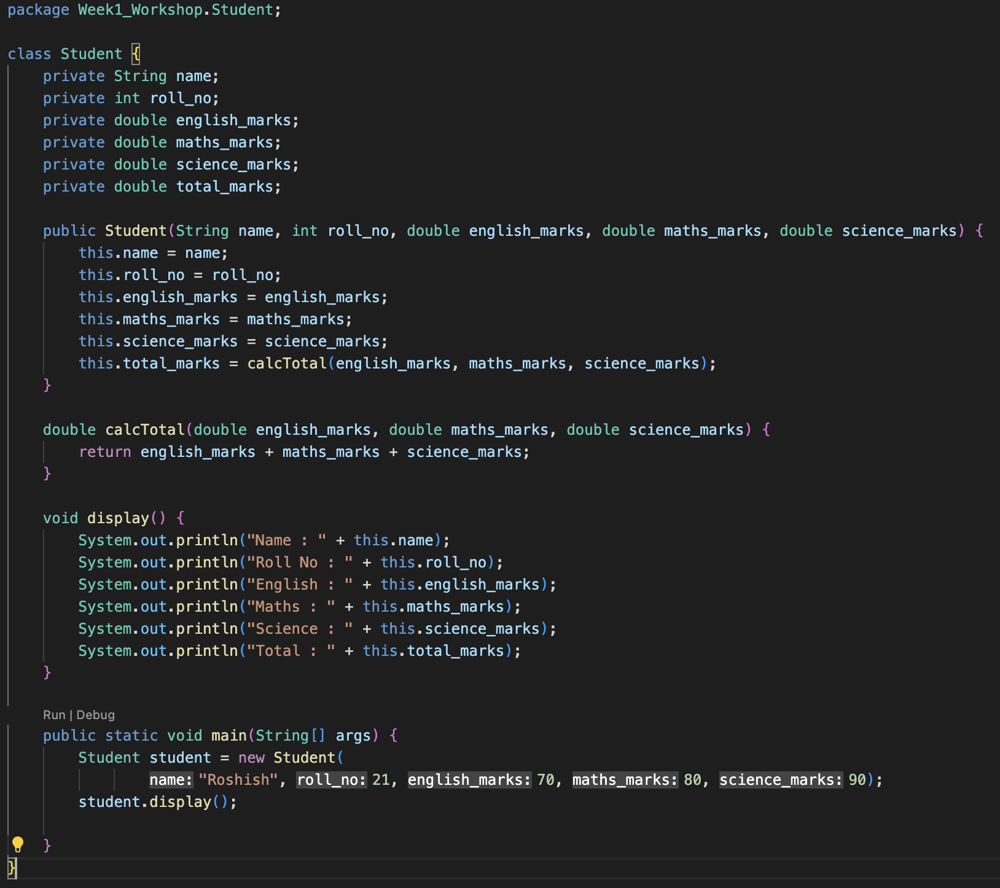 package Week1_Workshop.Student;
class Student {
private String name;
private int roll_no;
private double english_marks;
private double maths_marks;
private double science_marks;
private double total_marks;
public Student(String name, int roll_no, double english_marks, double maths_marks, double science_marks) {
this.name = name;
this.roll_no = roll_no;
this.english_marks = english_marks;
this.maths_marks = maths_marks;
this.science_marks = science_marks;
this.total_marks = calcTotal(english_marks, maths_marks, science_marks);
}
double calcTotal(double english_marks, double maths_marks, double science_marks) {
return english_marks + maths_marks + science_marks;
}
void display() {
System.out.println("Name : " + this.name);
System.out.println("Roll No : " + this.roll_no);
System.out.println("English : " + this.english_marks);
System.out.println("Maths : " + this.maths_marks);
System.out.println("Science : " + this.science_marks);
System.out.println("Total : " + this.total_marks);
}
Run | Debug
public static void main(String[] args) {
Student student = new Student(
name: "Roshish", roll_no: 21, english_marks: 70, maths_marks: 80, science_marks: 90);
student.display();
}
}